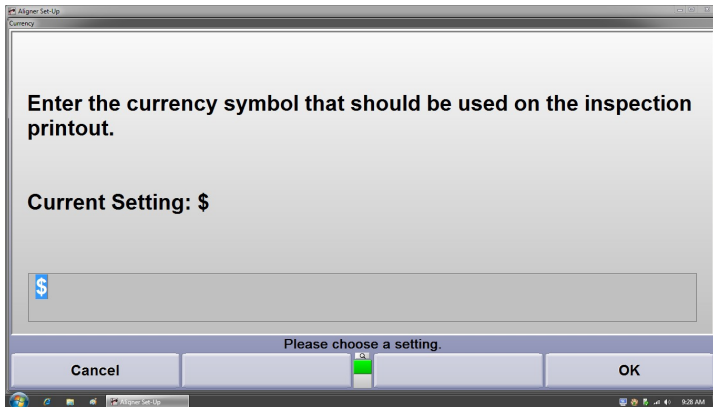 Aligner Set-Up
Currency
Enter the currency symbol that should be used on the inspection
printout.
Current Setting: $
$
Please choose a setting.
Cancel
OK
Aligner Set-Up
9:28 AM